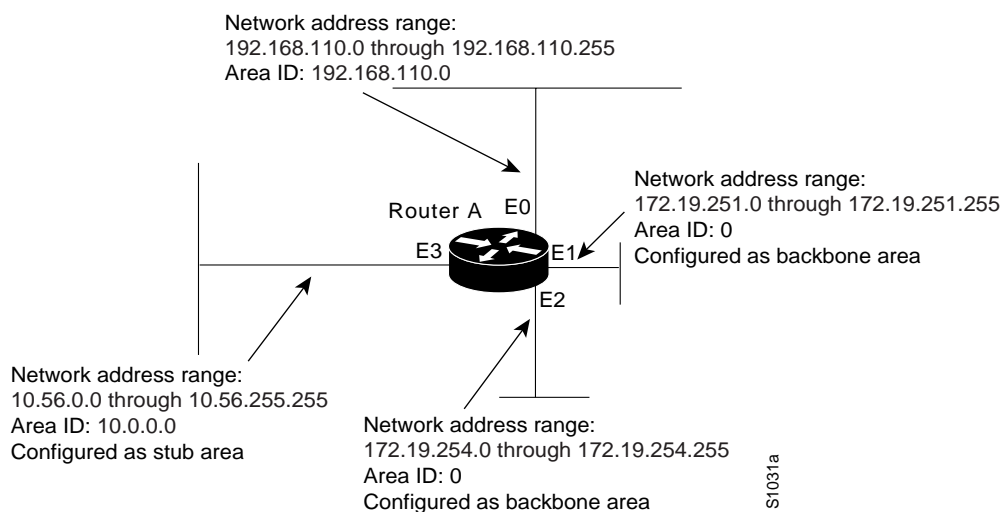 Network address range:
192.168.110.0 through 192.168.110.255
Area ID: 192.168.110.0
Network address range:
172.19.251.0 through 172.19.251.255
Area ID: 0
Configured as backbone area
Router A
E0
E3
E1
E2
Network address range:
10.56.0.0 through 10.56.255.255
Area ID: 10.0.0.0
Configured as stub area
Network address range:
172.19.254.0 through 172.19.254.255
Area ID: 0
Configured as backbone area
S1031a